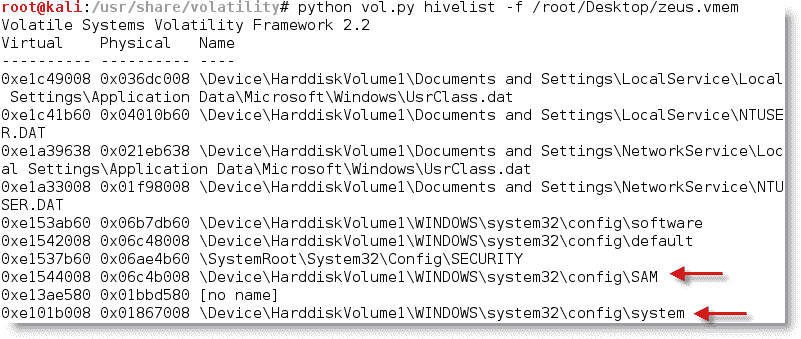 root@kali:/usr/share/volatility# python vol.py hivelist -f /root/Desktop/zeus.vmem
Volatile Systems Volatility Framework 2.2
Virtual    Physical   Name
---------- ---------- ----
0xe1c49008 0x036dc008 \Device\HarddiskVolume1\Documents and Settings\LocalService\Local
 Settings\Application Data\Microsoft\Windows\UsrClass.dat
0xe1c41b60 0x04010b60 \Device\HarddiskVolume1\Documents and Settings\LocalService\NTUSE
R.DAT
0xe1a39638 0x021eb638 \Device\HarddiskVolume1\Documents and Settings\NetworkService\Loc
al Settings\Application Data\Microsoft\Windows\UsrClass.dat
0xe1a33008 0x01f98008 \Device\HarddiskVolume1\Documents and Settings\NetworkService\NTU
SER.DAT
0xe153ab60 0x06b7db60 \Device\HarddiskVolume1\WINDOWS\system32\config\software
0xe1542008 0x06c48008 \Device\HarddiskVolume1\WINDOWS\system32\config\default
0xe1537b60 0x06ae4b60 \SystemRoot\System32\Config\SECURITY
0xe1544008 0x06c4b008 \Device\HarddiskVolume1\WINDOWS\system32\config\SAM
0xe13ae580 0x01bbd580 [no name]
0xe101b008 0x01867008 \Device\HarddiskVolume1\WINDOWS\system32\config\system